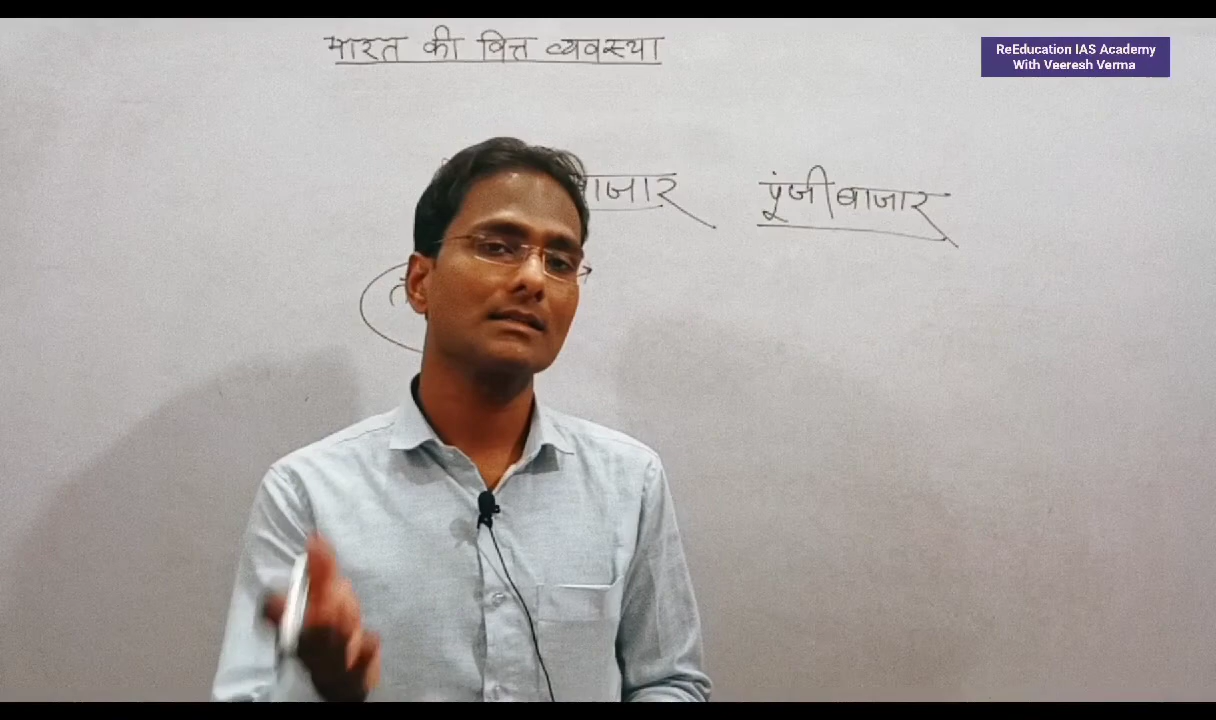 ReEducation IAS Academy
With Veeresh Verma
भारत की वित्त व्यवस्था
पूंजी बाजार